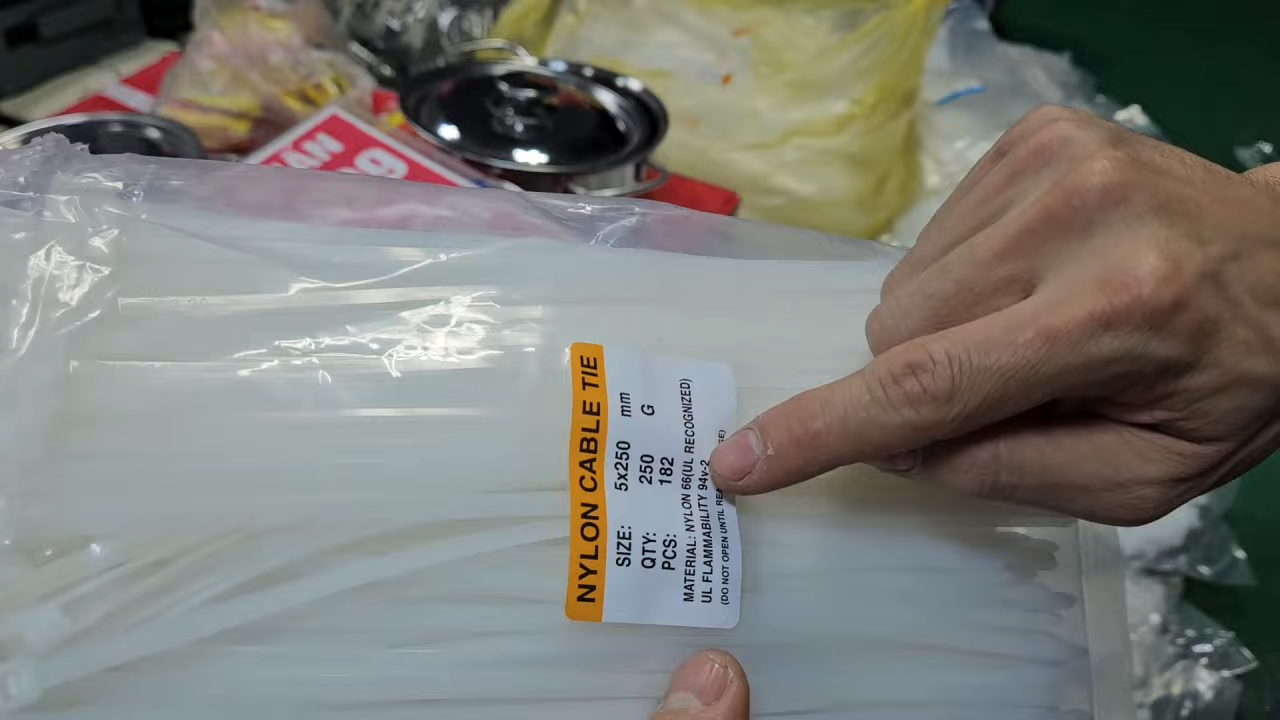 NYLON CABLE TIE
SIZE: 5x250 mm
QTY: 250 G
PCS: 182
MATERIAL: NYLON 66(UL RECOGNIZED)
UL FLAMMABILITY 94v-2
(DO NOT OPEN UNTIL